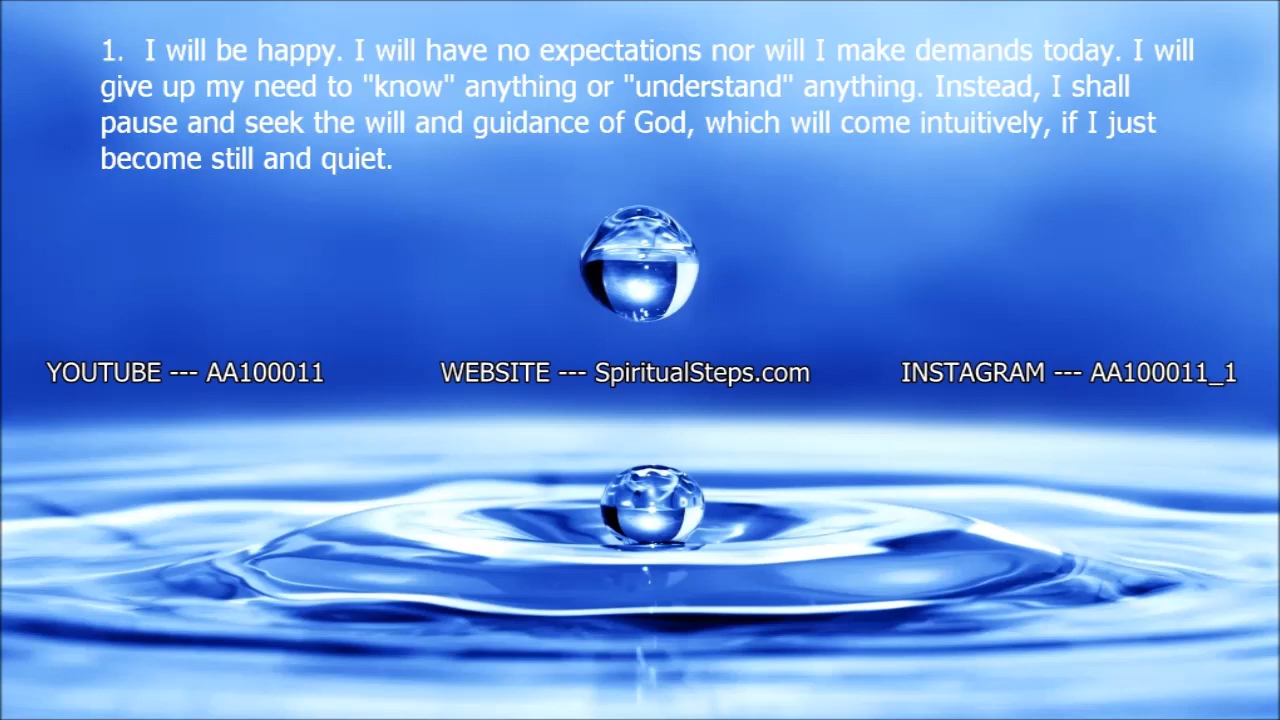 1.  I will be happy. I will have no expectations nor will I make demands today. I will
give up my need to "know" anything or "understand" anything. Instead, I shall
pause and seek the will and guidance of God, which will come intuitively, if I just
become still and quiet.
YOUTUBE --- AA100011 WEBSITE --- SpiritualSteps.com INSTAGRAM --- AA100011_1